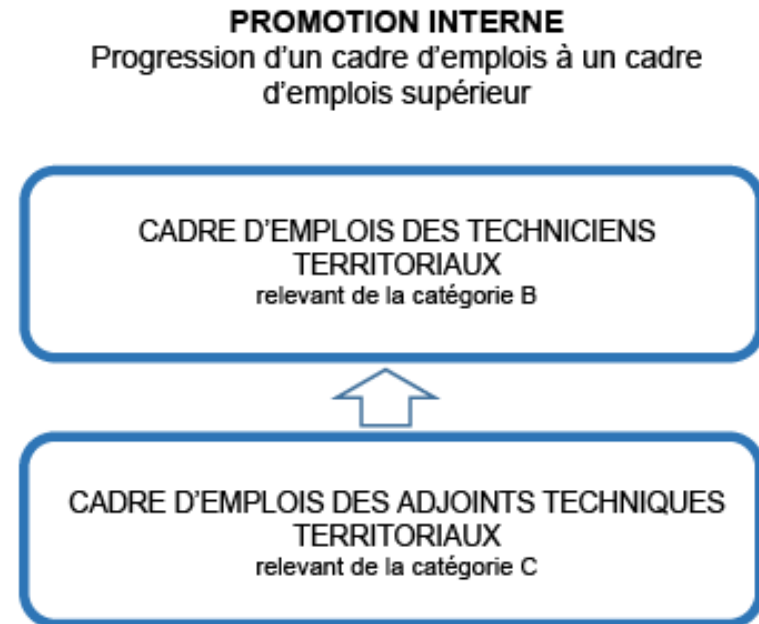 PROMOTION INTERNE
Progression d'un cadre d'emplois à un cadre
d'emplois supérieur
CADRE D'EMPLOIS DES TECHNICIENS
TERRITORIAUX
relevant de la catégorie B
CADRE D'EMPLOIS DES ADJOINTS TECHNIQUES
TERRITORIAUX
relevant de la catégorie C